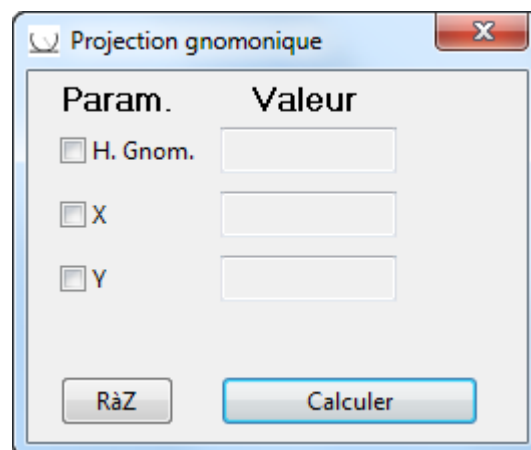 Projection gnomonique
Param. Valeur
H. Gnom.
X
Y
RàZ Calculer